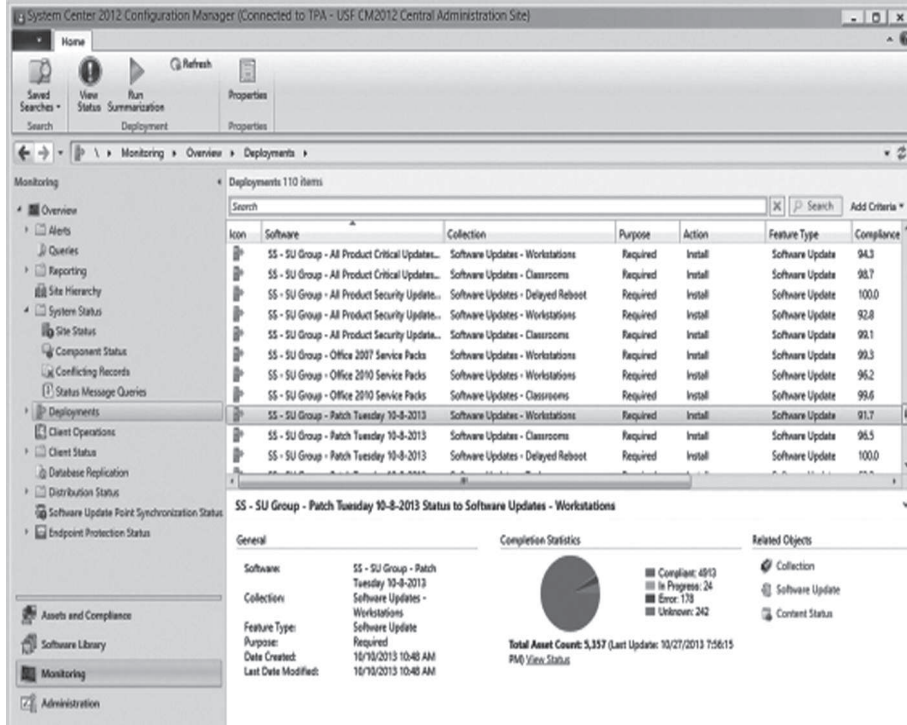 System Center 2012 Configuration Manager (Connected to TPA - USF CM2012 Central Administration Site)
Home
Saved Searches
View Status
Run Summarization
Refresh
Properties
Search
Deployment
Properties
\ Monitoring Overview Deployments
Monitoring
Overview
Alerts
Queries
Reporting
Site Hierarchy
System Status
Site Status
Component Status
Conflicting Records
Status Message Queries
Deployments
Client Operations
Client Status
Database Replication
Distribution Status
Software Update Point Synchronization Status
Endpoint Protection Status
Assets and Compliance
Software Library
Monitoring
Administration
Deployments 110 items
Search
Search
Add Criteria
Icon Software Collection Purpose Action Feature Type Compliance
SS - SU Group - All Product Critical Updates... Software Updates - Workstations Required Install Software Update 94.3
SS - SU Group - All Product Critical Updates... Software Updates - Classrooms Required Install Software Update 98.7
SS - SU Group - All Product Security Update... Software Updates - Delayed Reboot Required Install Software Update 100.0
SS - SU Group - All Product Security Update... Software Updates - Workstations Required Install Software Update 92.8
SS - SU Group - All Product Security Update... Software Updates - Classrooms Required Install Software Update 99.1
SS - SU Group - Office 2007 Service Packs Software Updates - Workstations Required Install Software Update 99.3
SS - SU Group - Office 2010 Service Packs Software Updates - Workstations Required Install Software Update 96.2
SS - SU Group - Office 2010 Service Packs Software Updates - Classrooms Required Install Software Update 99.6
SS - SU Group - Patch Tuesday 10-8-2013 Software Updates - Workstations Required Install Software Update 91.7
SS - SU Group - Patch Tuesday 10-8-2013 Software Updates - Classrooms Required Install Software Update 96.5
SS - SU Group - Patch Tuesday 10-8-2013 Software Updates - Delayed Reboot Required Install Software Update 100.0
SS - SU Group - Patch Tuesday 10-8-2013 Status to Software Updates - Workstations
General
Software: SS - SU Group - Patch
Tuesday 10-8-2013
Collection: Software Updates -
Workstations
Feature Type: Software Update
Purpose: Required
Date Created: 10/10/2013 10:48 AM
Last Date Modified: 10/10/2013 10:48 AM
Completion Statistics
Compliant: 4913
In Progress: 24
Error: 178
Unknown: 242
Total Asset Count: 5,357 (Last Update: 10/27/2013 7:56:15
PM) View Status
Related Objects
Collection
Software Update
Content Status